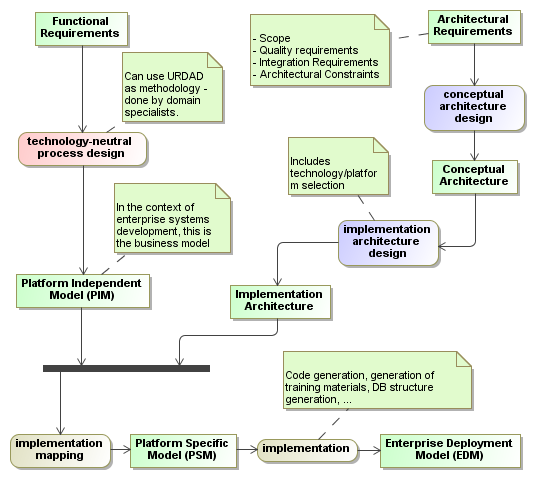 Functional
Requirements
Architectural
Requirements
- Scope
- Quality requirements
- Integration Requirements
- Architectural Constraints
Can use URDAD
as methodology -
done by domain
specialists.
conceptual
architecture
design
technology-neutral
process design
Includes
technology/platfor
m selection
Conceptual
Architecture
In the context of
enterprise systems
development, this is
the business model
implementation
architecture
design
Platform Independent
Model (PIM)
Implementation
Architecture
Code generation, generation of
training materials, DB structure
generation, ...
implementation
mapping
Platform Specific
Model (PSM)
implementation
Enterprise Deployment
Model (EDM)